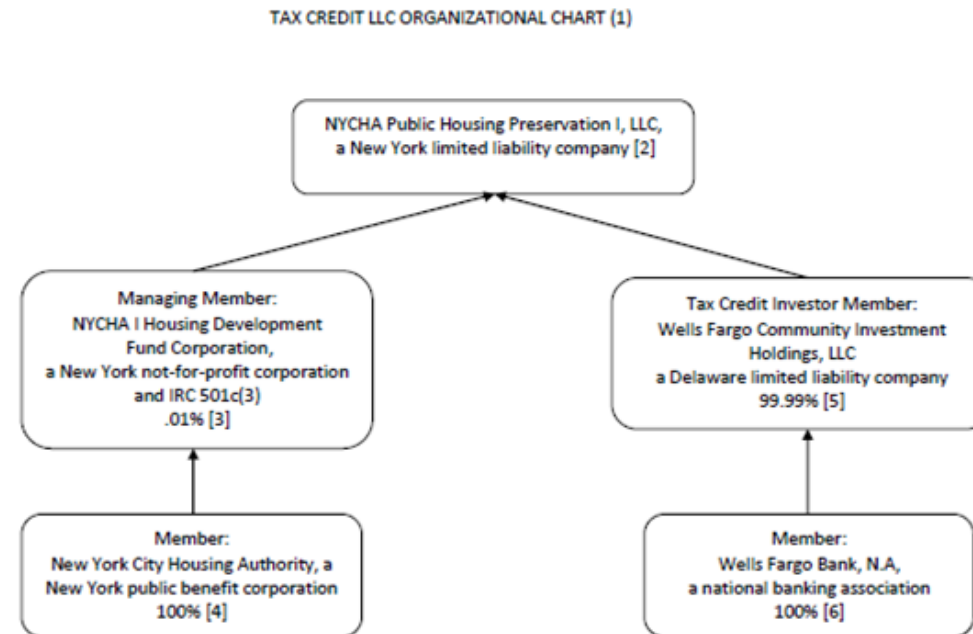 TAX CREDIT LLC ORGANIZATIONAL CHART (1)
NYCHA Public Housing Preservation I, LLC,
a New York limited liability company [2]
Managing Member:
NYCHA I Housing Development
Fund Corporation,
a New York not-for-profit corporation
and IRC 501c(3)
.01% [3]
Tax Credit Investor Member:
Wells Fargo Community Investment
Holdings, LLC
a Delaware limited liability company
99.99% [5]
Member:
New York City Housing Authority, a
New York public benefit corporation
100% [4]
Member:
Wells Fargo Bank, N.A,
a national banking association
100% [6]